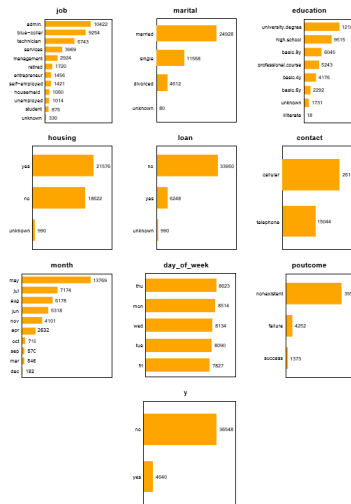 job
admin. 10422
blue-collar 9254
technician 6743
services 3969
management 2924
retired 1720
entrepreneur 1456
self-employed 1421
housemaid 1060
unemployed 1014
student 875
unknown 330
marital
married 24928
single 11568
divorced 4612
unknown 80
education
university.degree
high.school 9515
basic.9y 6045
professional.course 5243
basic.4y 4176
basic.6y 2292
unknown 1731
illiterate 18
housing
yes 21576
no 18622
unknown 990
loan
no 33950
yes 6248
unknown 990
contact
cellular
telephone 15044
month
may 13769
jul 7174
aug 6178
jun 5318
nov 4101
apr 2632
oct 718
sep 570
mar 546
dec 182
day_of_week
thu 8623
mon 8514
wed 8134
tue 8090
fri 7827
poutcome
nonexistent
failure 4252
success 1373
y
no 36548
yes 4640